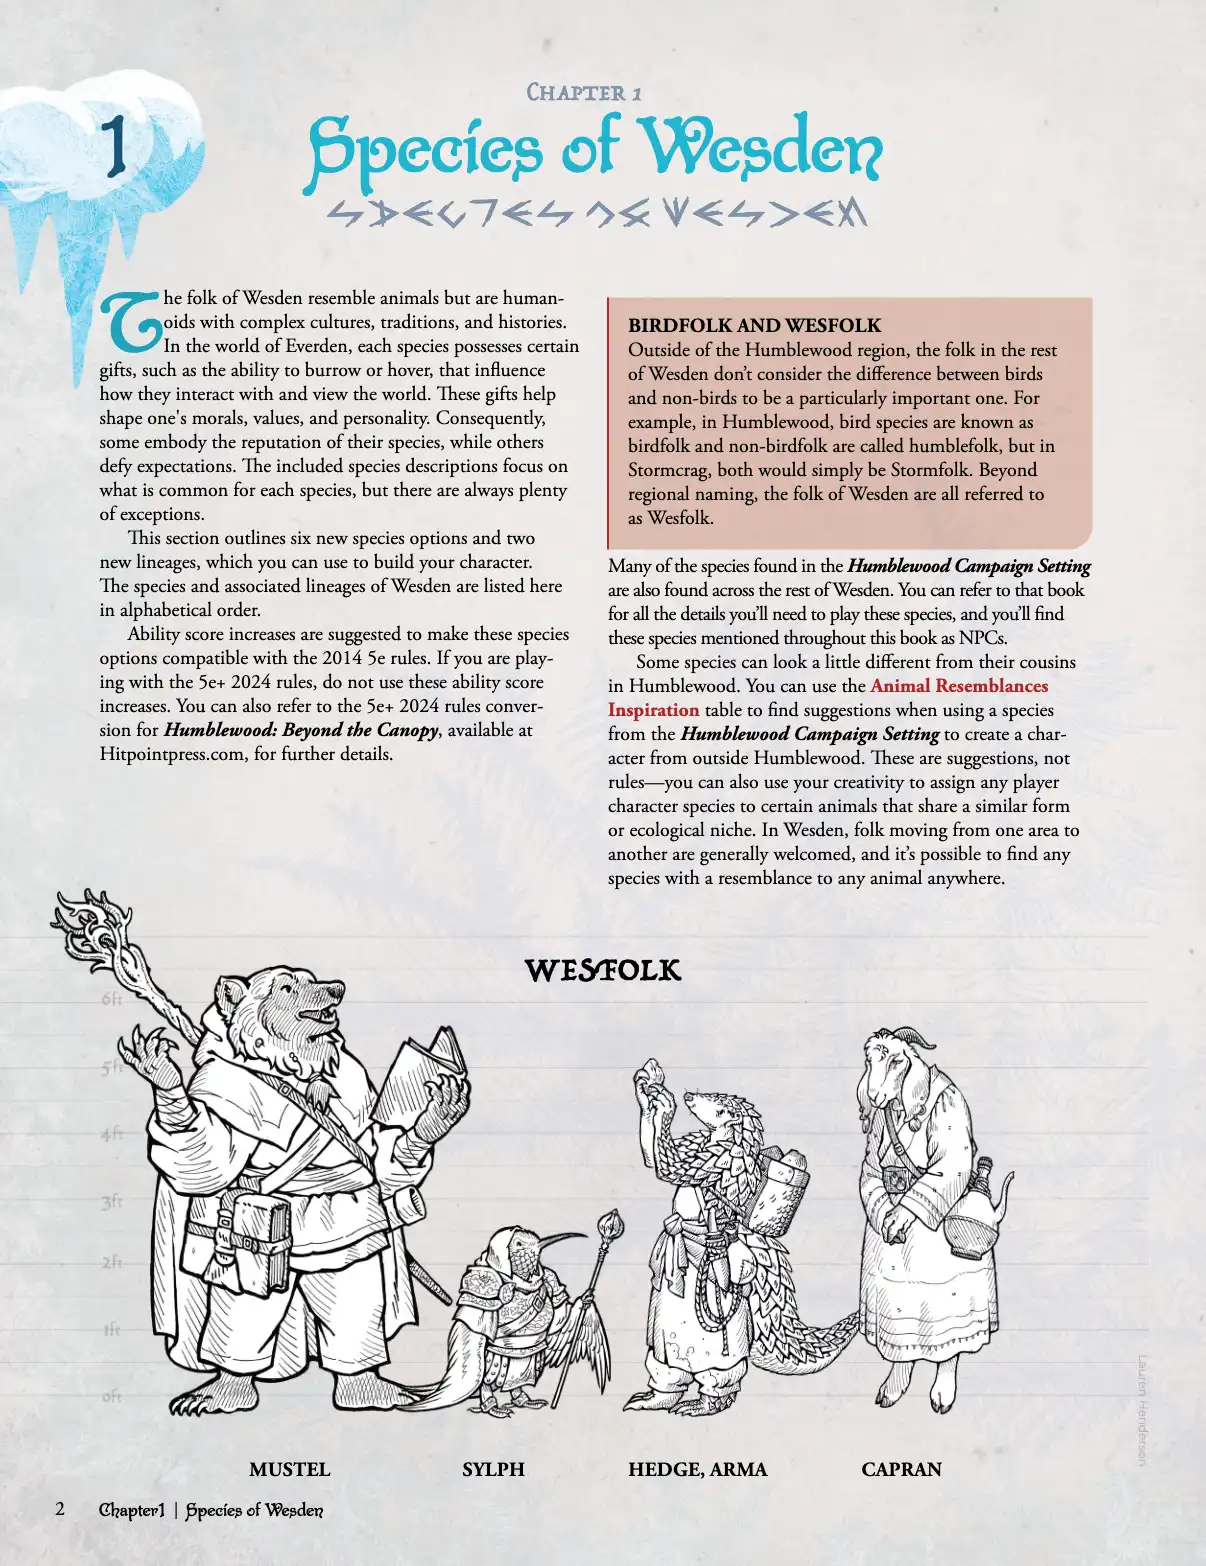 Chapter 1
1
Species of Wesden
The folk of Wesden resemble animals but are human-
oids with complex cultures, traditions, and histories.
In the world of Everden, each species possesses certain
gifts, such as the ability to burrow or hover, that influence
how they interact with and view the world. These gifts help
shape one's morals, values, and personality. Consequently,
some embody the reputation of their species, while others
defy expectations. The included species descriptions focus on
what is common for each species, but there are always plenty
of exceptions.
This section outlines six new species options and two
new lineages, which you can use to build your character.
The species and associated lineages of Wesden are listed here
in alphabetical order.
Ability score increases are suggested to make these species
options compatible with the 2014 5e rules. If you are play-
ing with the 5e+ 2024 rules, do not use these ability score
increases. You can also refer to the 5e+ 2024 rules conver-
sion for Humblewood: Beyond the Canopy, available at
Hitpointpress.com, for further details.
BIRDFOLK AND WESFOLK
Outside of the Humblewood region, the folk in the rest
of Wesden don’t consider the difference between birds
and non-birds to be a particularly important one. For
example, in Humblewood, bird species are known as
birdfolk and non-birdfolk are called humblefolk, but in
Stormcrag, both would simply be Stormfolk. Beyond
regional naming, the folk of Wesden are all referred to
as Wesfolk.
Many of the species found in the Humblewood Campaign Setting
are also found across the rest of Wesden. You can refer to that book
for all the details you’ll need to play these species, and you’ll find
these species mentioned throughout this book as NPCs.
Some species can look a little different from their cousins
in Humblewood. You can use the Animal Resemblances
Inspiration table to find suggestions when using a species
from the Humblewood Campaign Setting to create a char-
acter from outside Humblewood. These are suggestions, not
rules—you can also use your creativity to assign any player
character species to certain animals that share a similar form
or ecological niche. In Wesden, folk moving from one area to
another are generally welcomed, and it’s possible to find any
species with a resemblance to any animal anywhere.
WESFOLK
6ft
5ft
4ft
3ft
2ft
1ft
0ft
Lauren Henderson
MUSTEL
SYLPH
HEDGE, ARMA
CAPRAN
2 Chapter1 | Species of Wesden